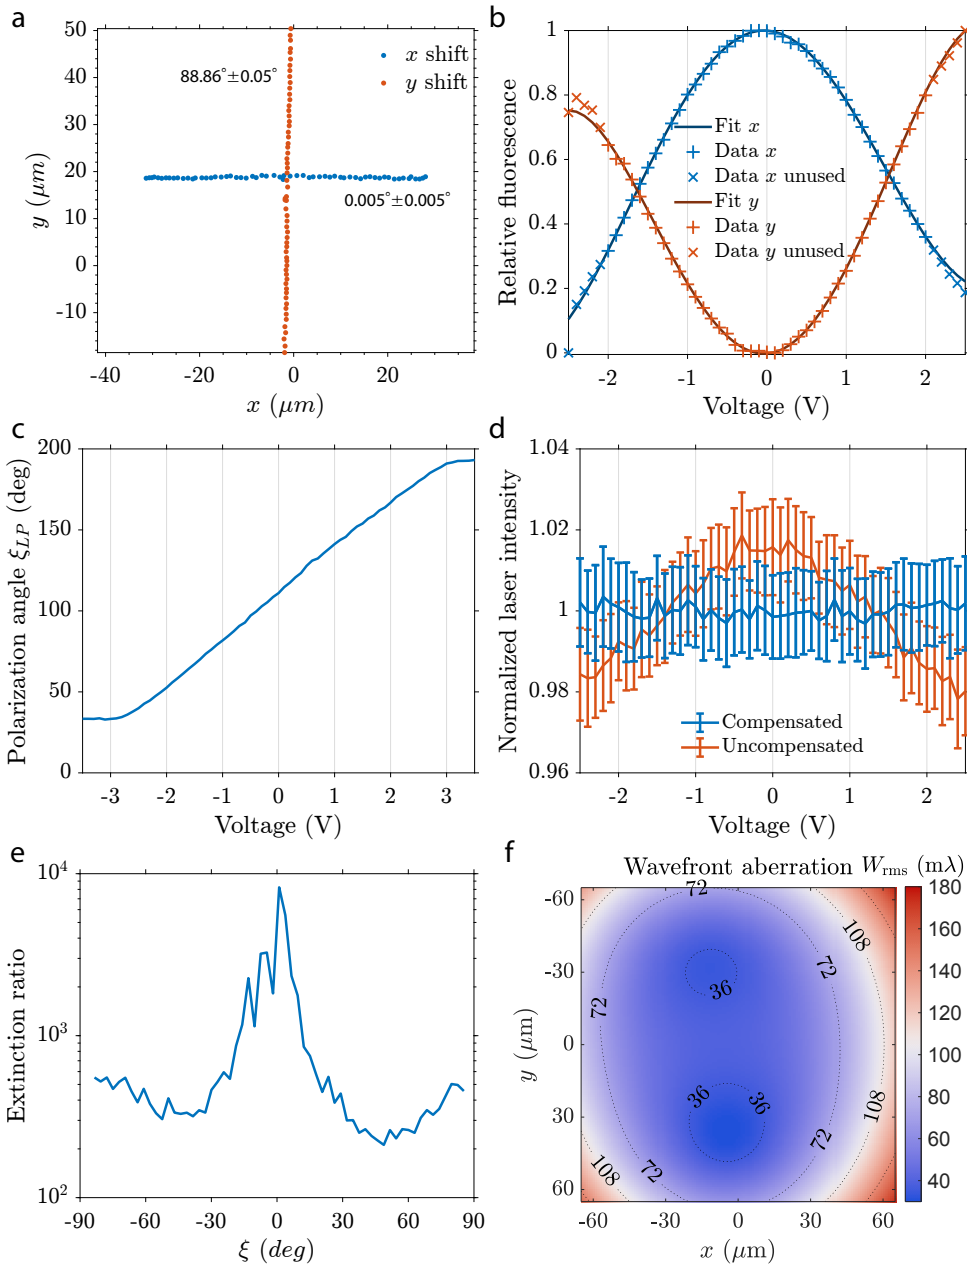 a
50
40
30
20
10
0
-10
y (μm)
-40
-20
0
20
x (μm)
x shift
y shift
88.86°±0.05°
0.005°±0.005°
b
1
0.8
0.6
0.4
0.2
0
Relative fluorescence
-2
-1
0
1
2
Voltage (V)
Fit x
Data x
Data x unused
Fit y
Data y
Data y unused
c
200
150
100
50
0
Polarization angle ξLP (deg)
-3
-2
-1
0
1
2
3
Voltage (V)
d
1.04
1.02
1
0.98
0.96
Normalized laser intensity
-2
-1
0
1
2
Voltage (V)
Compensated
Uncompensated
e
10^4
10^3
10^2
Extinction ratio
-90
-60
-30
0
30
60
90
ξ (deg)
f
Wavefront aberration Wrms (mλ)
-60
-30
0
30
60
y (μm)
-60
-30
0
30
60
x (μm)
72
108
72
36
72
36
36
108
72
72
108
180
160
140
120
100
80
60
40